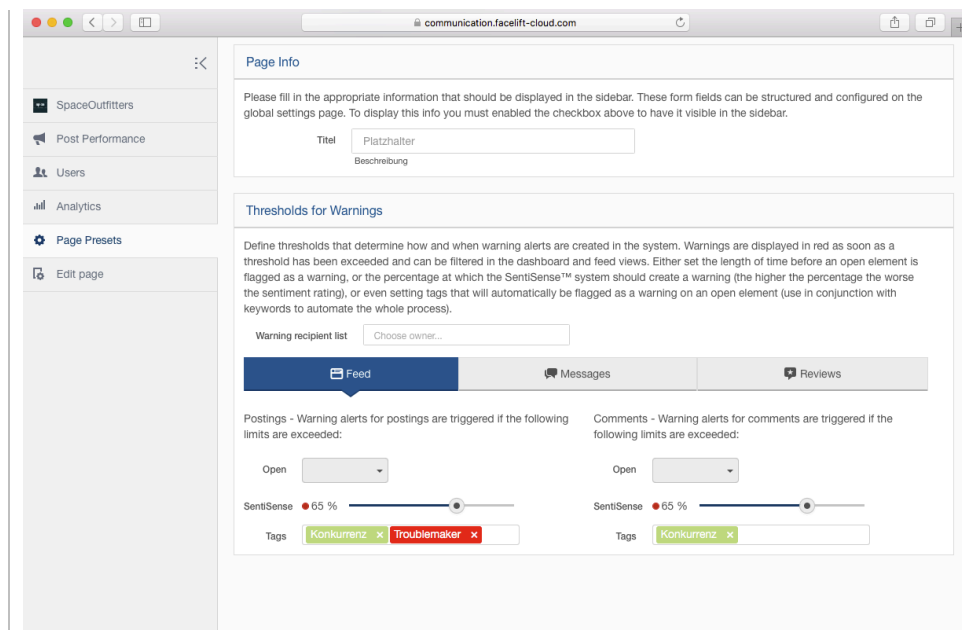 communication.facelift-cloud.com
SpaceOutfitters
Post Performance
Users
Analytics
Page Presets
Edit page
Page Info
Please fill in the appropriate information that should be displayed in the sidebar. These form fields can be structured and configured on the
global settings page. To display this info you must enabled the checkbox above to have it visible in the sidebar.
Titel Platzhalter
Beschreibung
Thresholds for Warnings
Define thresholds that determine how and when warning alerts are created in the system. Warnings are displayed in red as soon as a
threshold has been exceeded and can be filtered in the dashboard and feed views. Either set the length of time before an open element is
flagged as a warning, or the percentage at which the SentiSense™ system should create a warning (the higher the percentage the worse
the sentiment rating), or even setting tags that will automatically be flagged as a warning on an open element (use in conjunction with
keywords to automate the whole process).
Warning recipient list Choose owner...
Feed Messages Reviews
Postings - Warning alerts for postings are triggered if the following
limits are exceeded:
Open
SentiSense 65 %
Tags Konkurrenz × Troublemaker ×
Comments - Warning alerts for comments are triggered if the
following limits are exceeded:
Open
SentiSense 65 %
Tags Konkurrenz ×